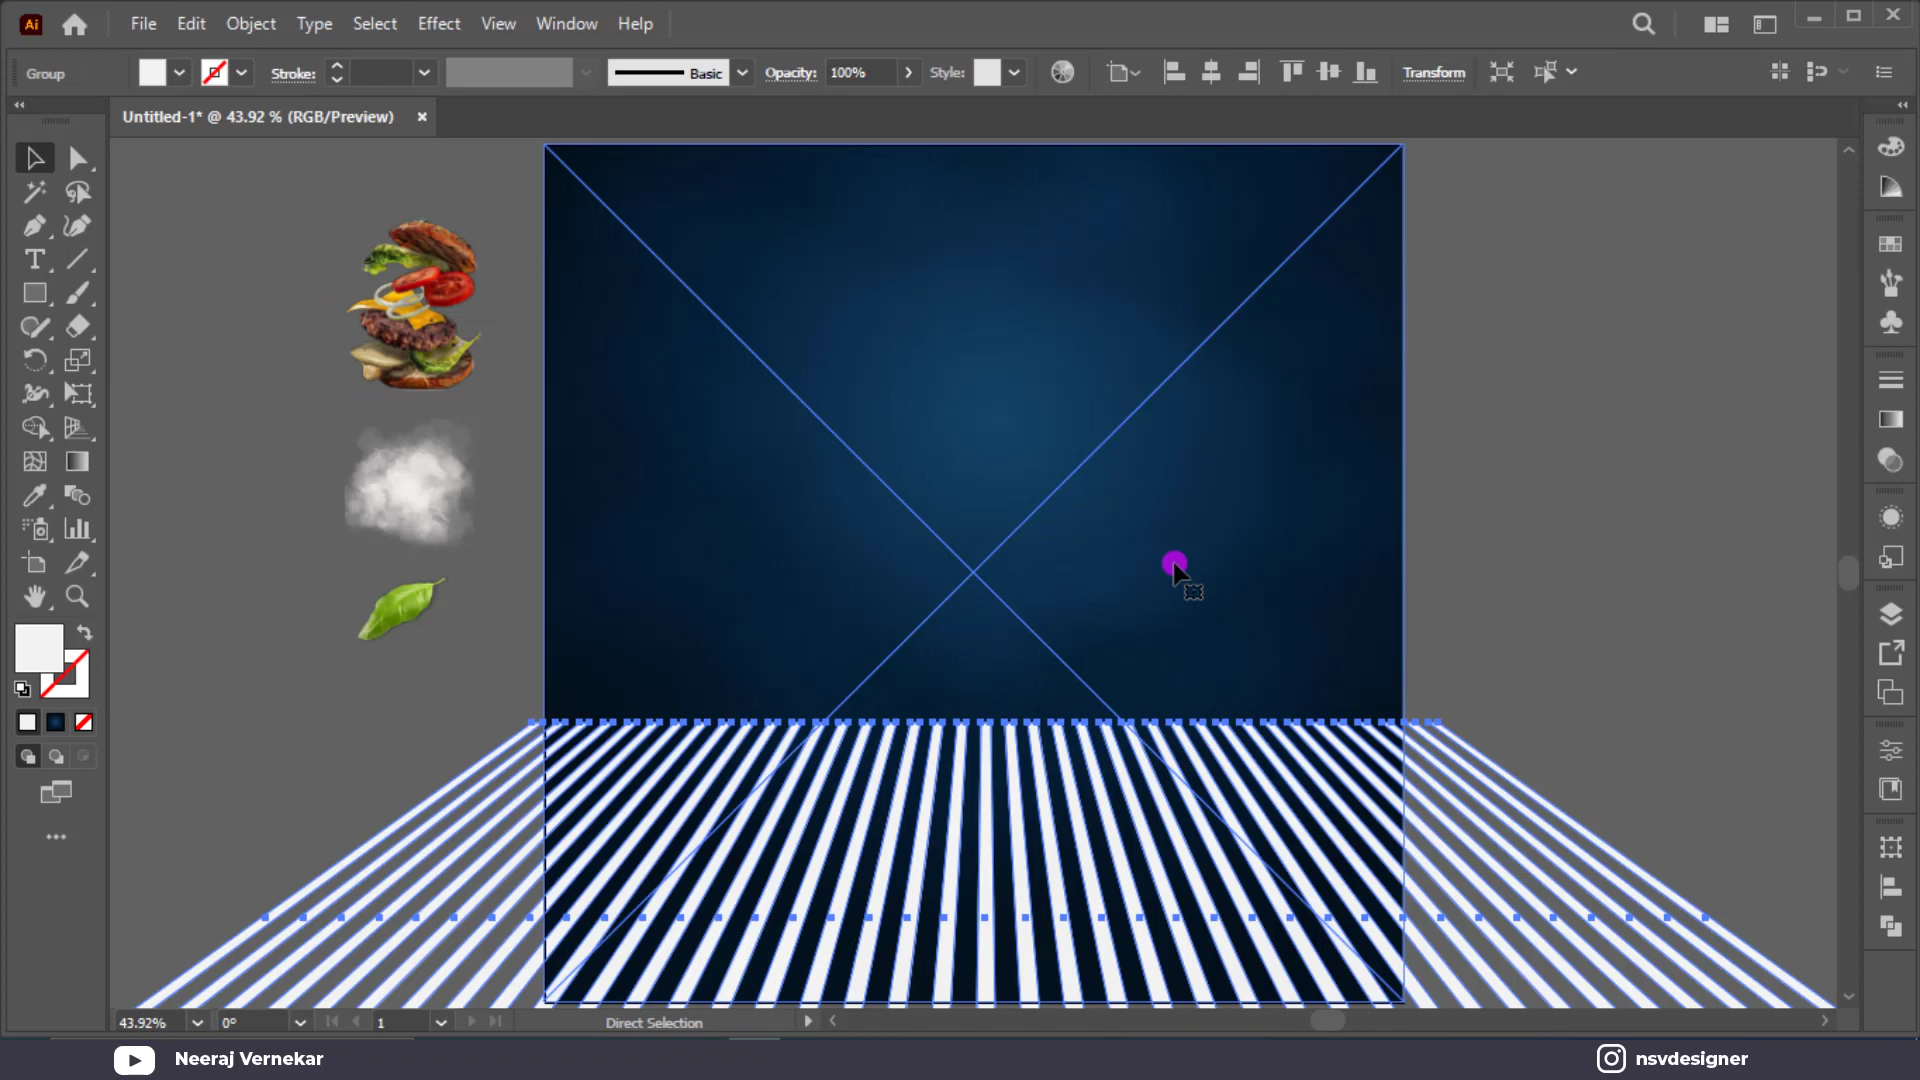 Ai File Edit Object Type Select Effect View Window Help
Group Stroke: Basic Opacity: 100% Style: Transform
Untitled-1* @ 43.92 % (RGB/Preview) ×
T
43.92% 0° 1 Direct Selection
Neeraj Vernekar nsvdesigner